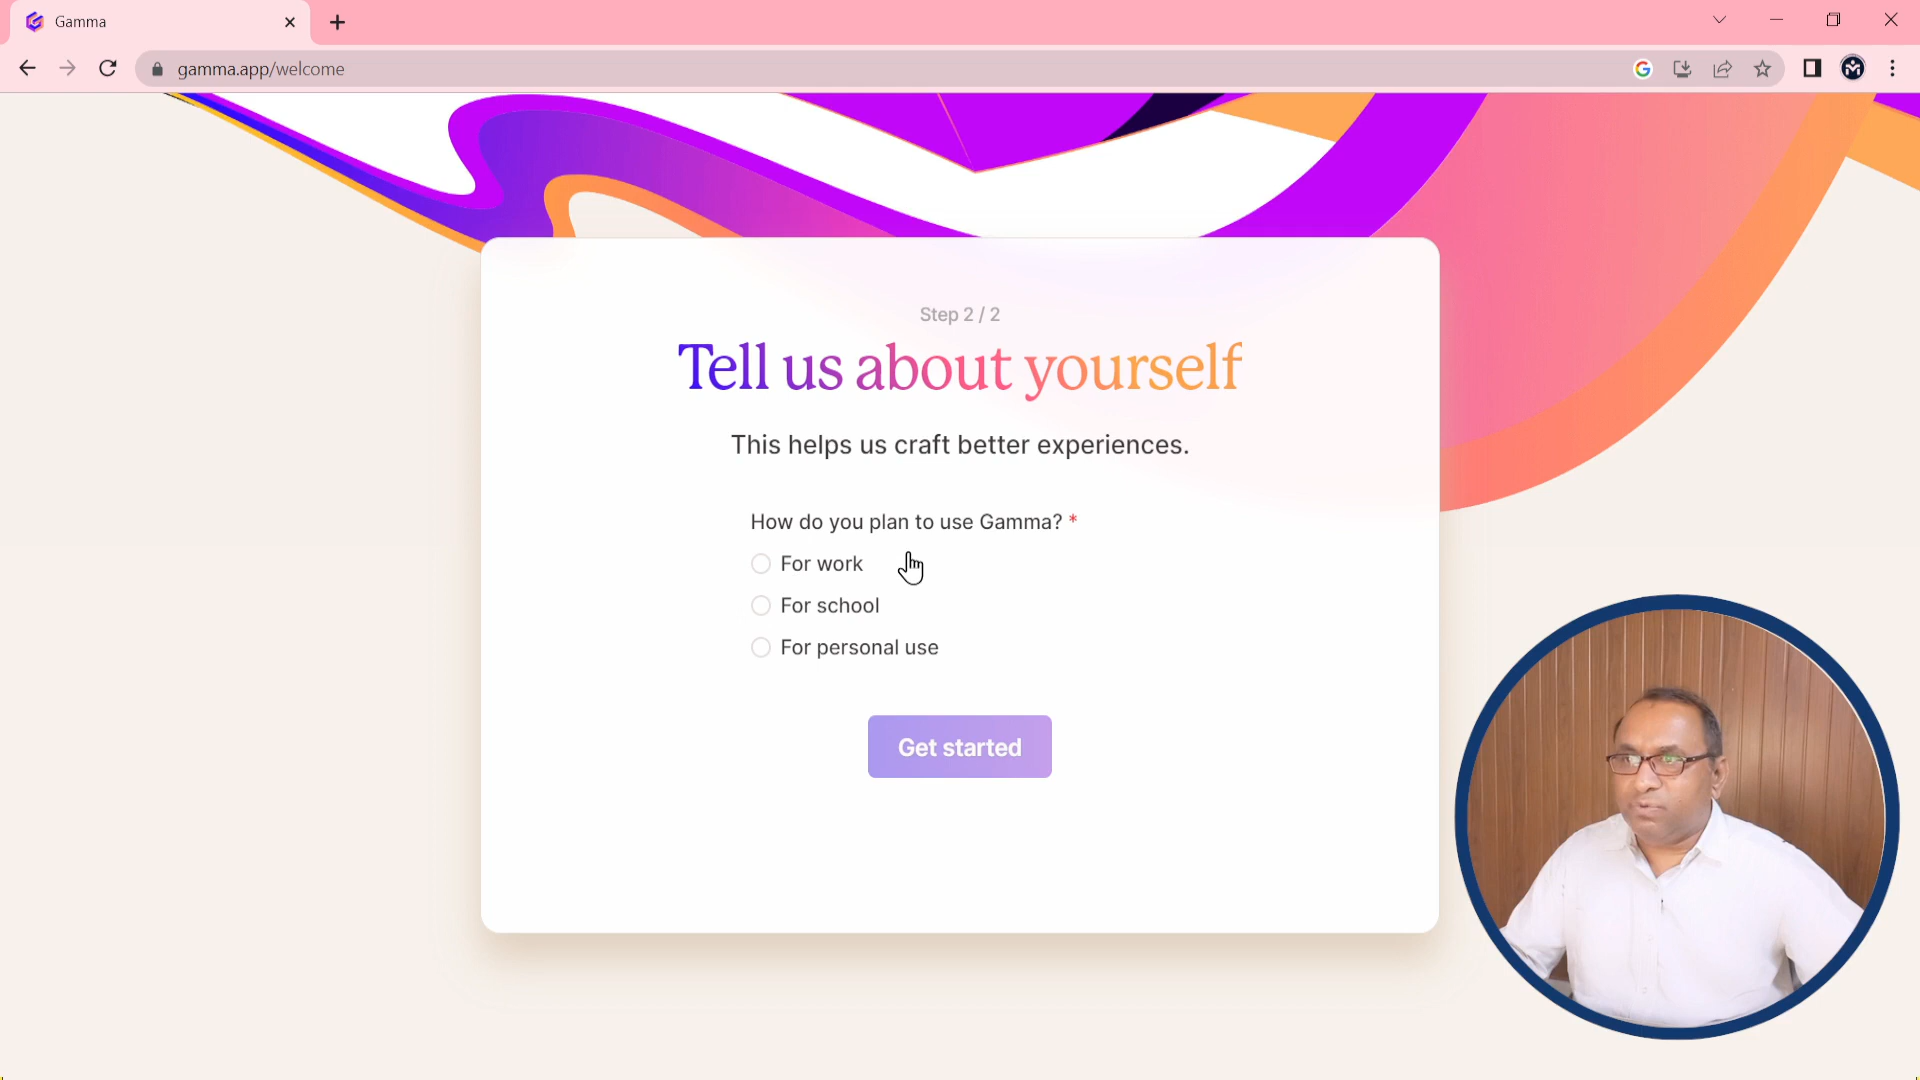 Gamma
gamma.app/welcome
Step 2 / 2
Tell us about yourself
This helps us craft better experiences.
How do you plan to use Gamma? *
For work
For school
For personal use
Get started